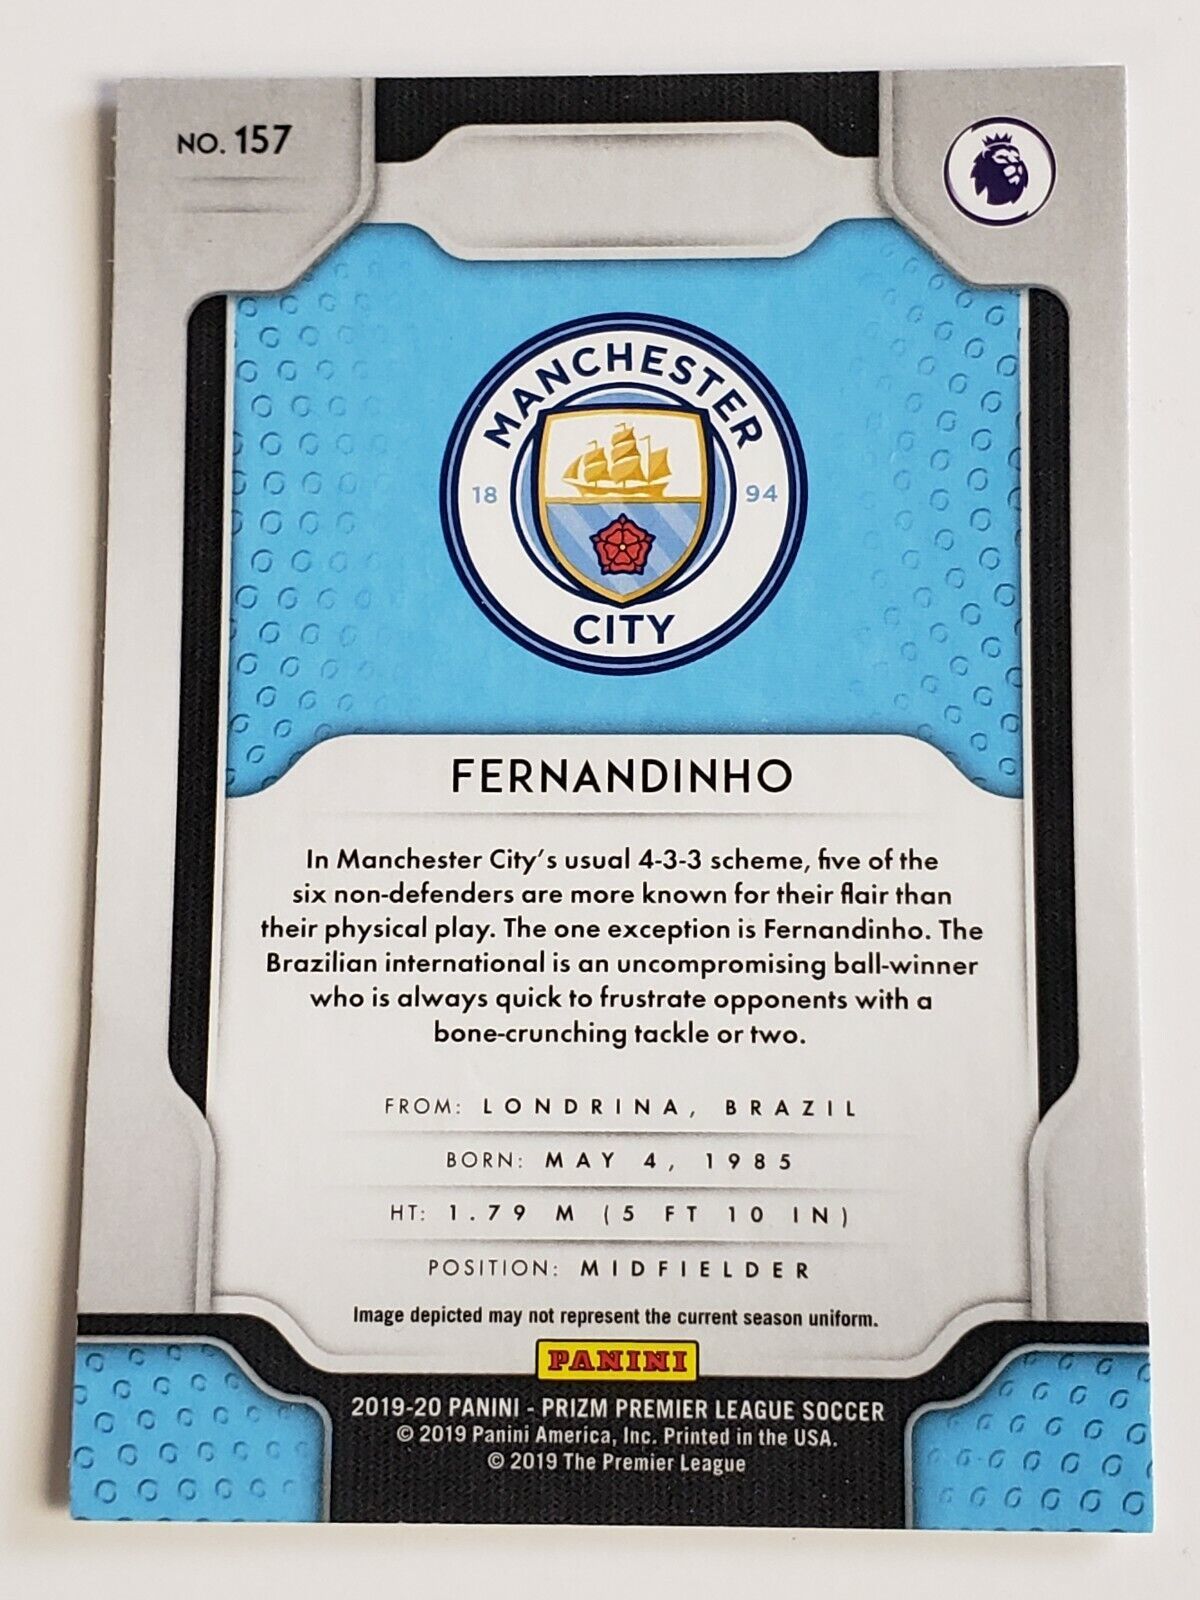 NO. 157
MANCHESTER
18 94
CITY
FERNANDINHO
In Manchester City's usual 4-3-3 scheme, five of the
six non-defenders are more known for their flair than
their physical play. The one exception is Fernandinho. The
Brazilian international is an uncompromising ball-winner
who is always quick to frustrate opponents with a
bone-crunching tackle or two.
FROM: LONDRINA, BRAZIL
BORN: MAY 4, 1985
HT: 1.79 M (5 FT 10 IN)
POSITION: MIDFIELDER
Image depicted may not represent the current season uniform.
PANINI
2019-20 PANINI - PRIZM PREMIER LEAGUE SOCCER
© 2019 Panini America, Inc. Printed in the USA.
© 2019 The Premier League